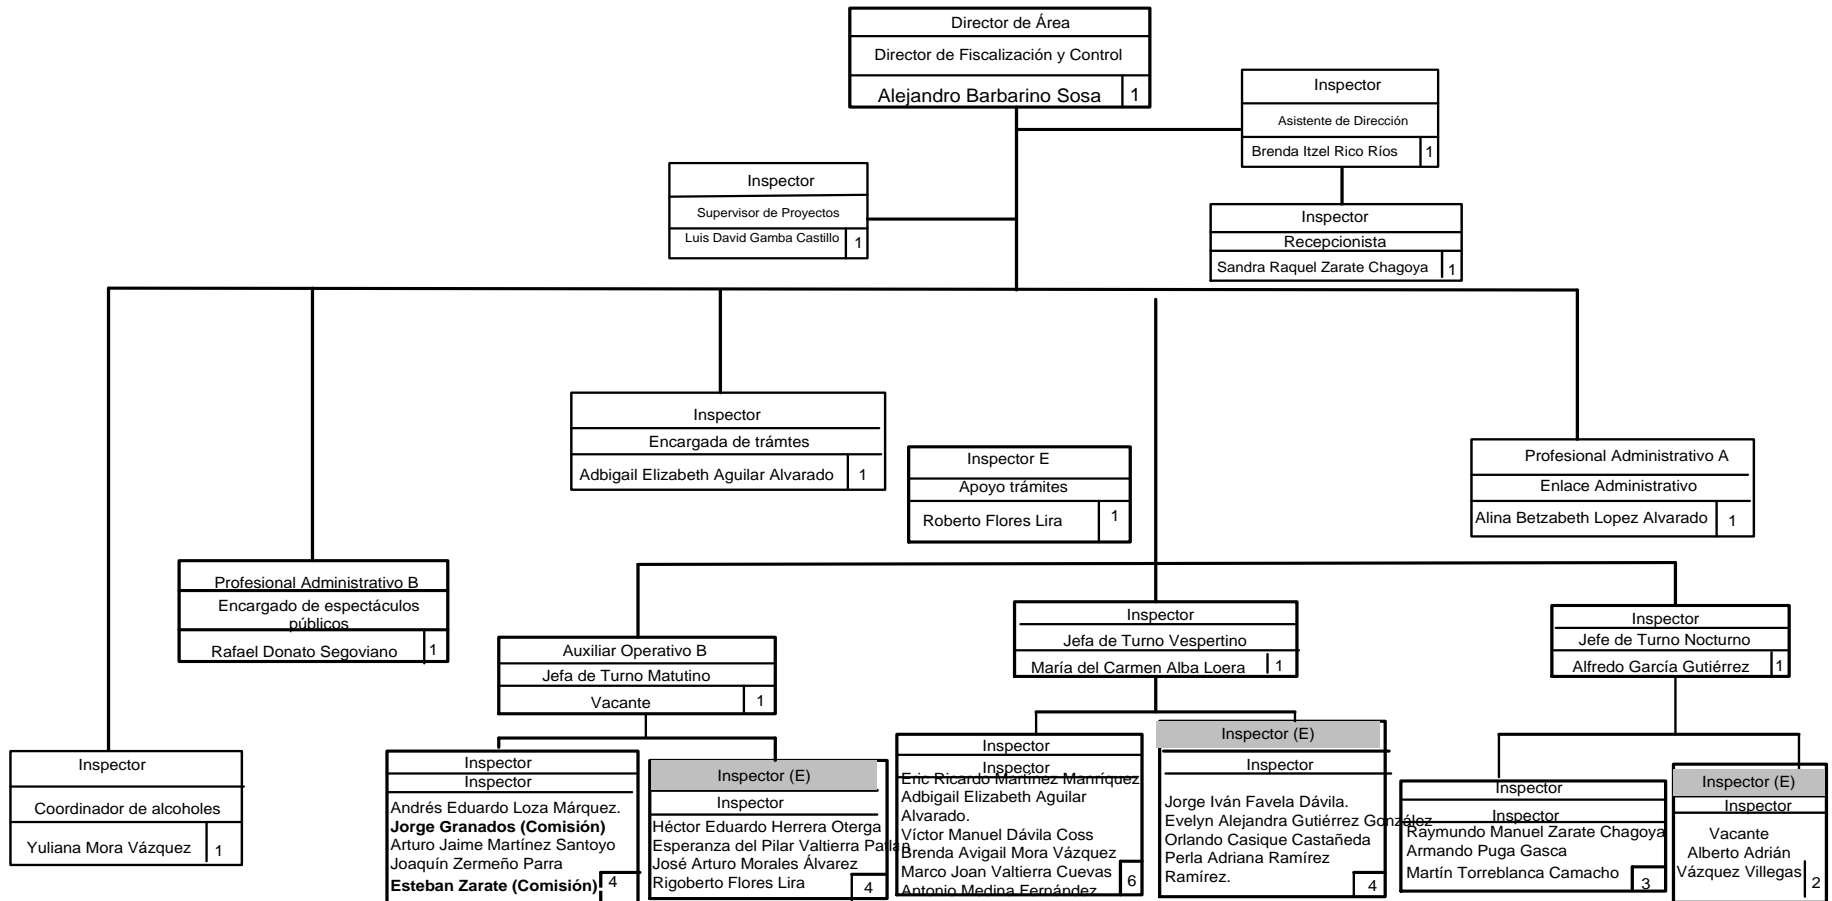 Director de Área
Director de Fiscalización y Control
Alejandro Barbarino Sosa 1
Inspector
Asistente de Dirección
Brenda Itzel Rico Ríos 1
Inspector
Supervisor de Proyectos
Luis David Gamba Castillo 1
Inspector
Recepcionista
Sandra Raquel Zarate Chagoya 1
Inspector
Encargada de trámtes
Adbigail Elizabeth Aguilar Alvarado 1
Inspector E
Apoyo trámites
Roberto Flores Lira 1
Profesional Administrativo A
Enlace Administrativo
Alina Betzabeth Lopez Alvarado 1
Profesional Administrativo B
Encargado de espectáculos
públicos
Rafael Donato Segoviano 1
Auxiliar Operativo B
Jefa de Turno Matutino
Vacante 1
Inspector
Jefa de Turno Vespertino
María del Carmen Alba Loera 1
Inspector
Jefe de Turno Nocturno
Alfredo García Gutiérrez 1
Inspector
Coordinador de alcoholes
Yuliana Mora Vázquez 1
Inspector
Inspector
Andrés Eduardo Loza Márquez.
Jorge Granados (Comisión)
Arturo Jaime Martínez Santoyo
Joaquín Zermeño Parra
Esteban Zarate (Comisión) 4
Inspector (E)
Inspector
Héctor Eduardo Herrera Oterga
Esperanza del Pilar Valtierra Patlán
José Arturo Morales Álvarez
Rigoberto Flores Lira 4
Inspector
Inspector
Eric Ricardo Martínez Manríquez
Adbigail Elizabeth Aguilar
Alvarado.
Víctor Manuel Dávila Coss
Brenda Avigail Mora Vázquez
Marco Joan Valtierra Cuevas
Antonio Medina Fernández 6
Inspector (E)
Inspector
Jorge Iván Favela Dávila.
Evelyn Alejandra Gutiérrez González
Orlando Casique Castañeda
Perla Adriana Ramírez
Ramírez. 4
Inspector
Inspector
Raymundo Manuel Zarate Chagoya
Armando Puga Gasca
Martín Torreblanca Camacho 3
Inspector (E)
Inspector
Vacante
Alberto Adrián
Vázquez Villegas 2